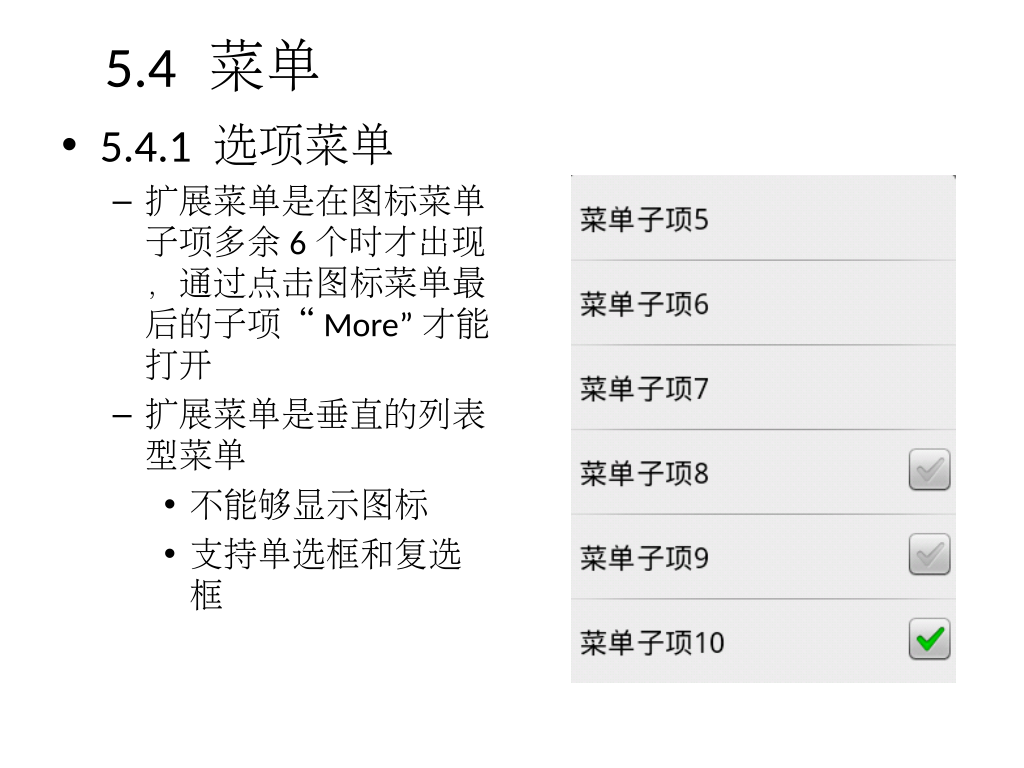 5.4 菜单
• 5.4.1 选项菜单
– 扩展菜单是在图标菜单
子项多余 6 个时才出现
，通过点击图标菜单最
后的子项“ More” 才能
打开
– 扩展菜单是垂直的列表
型菜单
• 不能够显示图标
• 支持单选框和复选
框
菜单子项5
菜单子项6
菜单子项7
菜单子项8
菜单子项9
菜单子项10